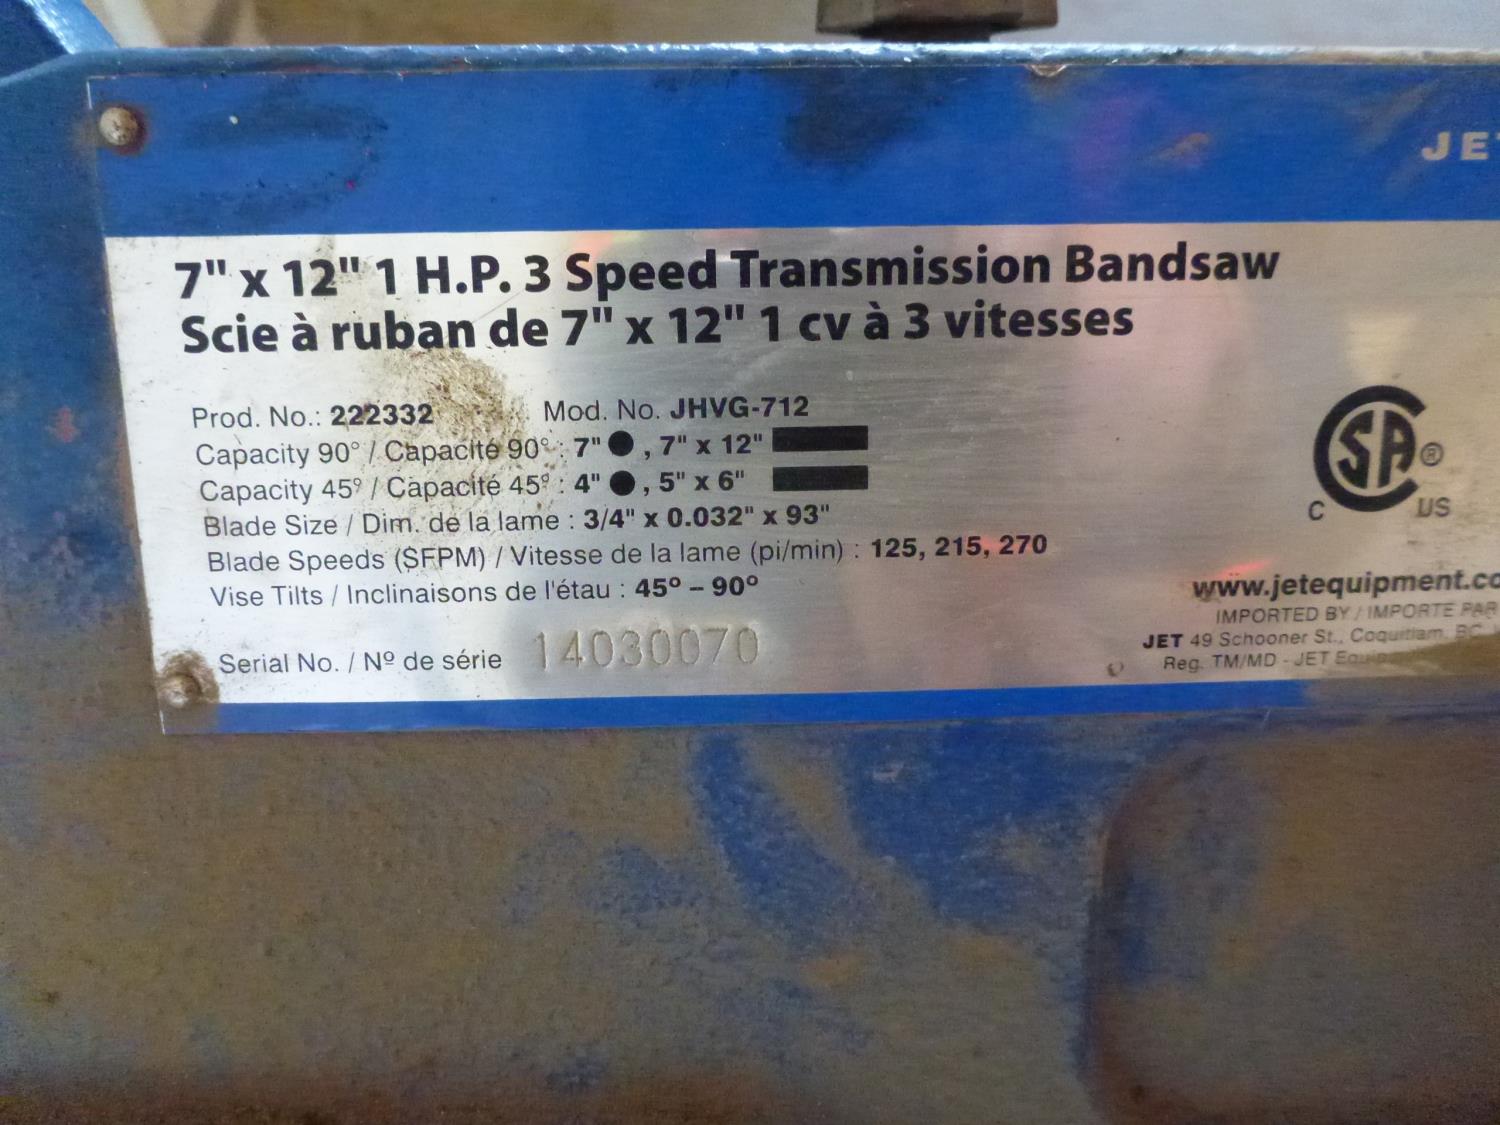 JET
7" x 12" 1 H.P. 3 Speed Transmission Bandsaw
Scie à ruban de 7" x 12" 1 cv à 3 vitesses
Prod. No.: 222332 Mod. No. JHVG-712
Capacity 90° / Capacité 90° : 7" ●, 7" x 12"
Capacity 45° / Capacité 45° : 4" ●, 5" x 6"
Blade Size / Dim. de la lame : 3/4" x 0.032" x 93"
Blade Speeds (SFPM) / Vitesse de la lame (pi/min) : 125, 215, 270
Vise Tilts / Inclinaisons de l'étau : 45° – 90°
Serial No. / Nº de série 14030070
SA ®
C US
www.jetequipment.co
IMPORTED BY / IMPORTE PAR
JET 49 Schooner St., Coquitlam, BC
Reg. TM/MD - JET